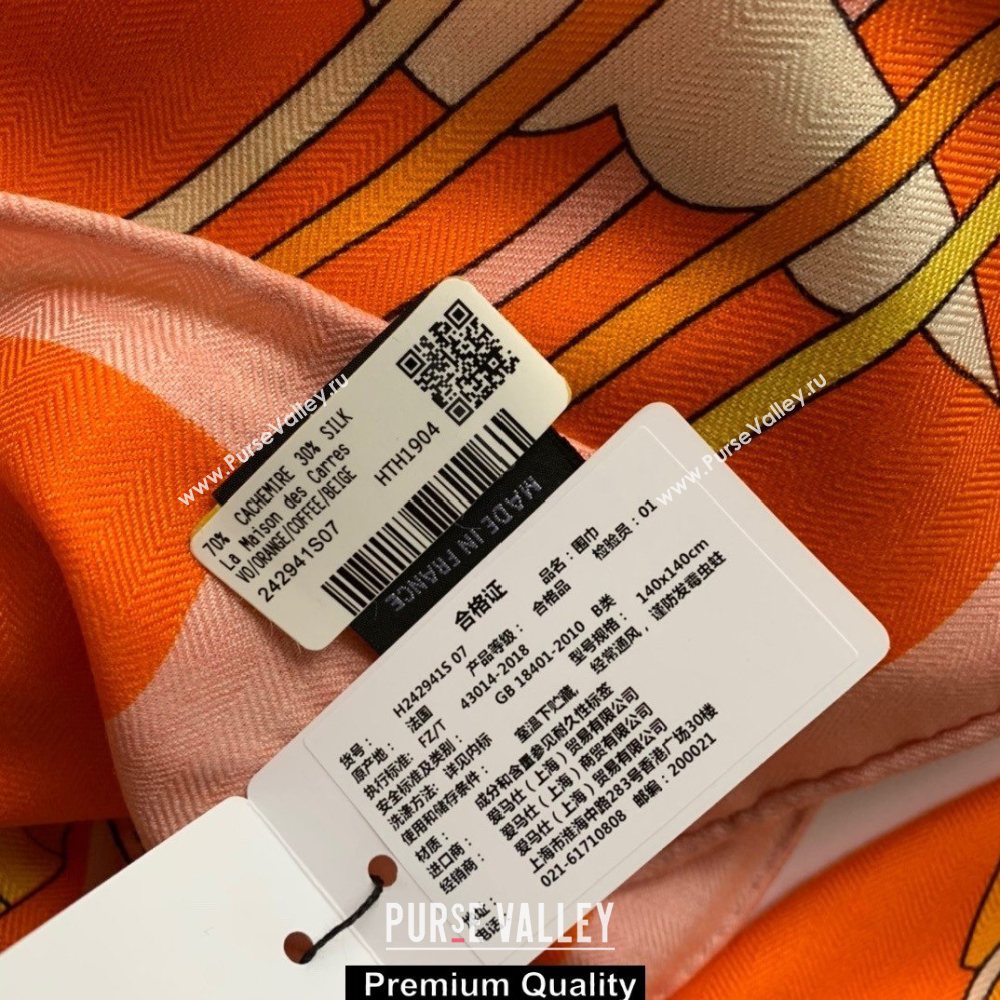 70% CACHEMIRE 30% SILK
La Maison des Carres
VO/ORANGE/COFFEE/BEIGE
242941S07
HTH1904
MADE IN FRANCE
合格证
货号： H242941S 07
品名：围巾
原产地： 法国
产品等级： 合格品
检验员：01
执行标准： FZ/T 43014-2018
安全标准及类别： GB 18401-2010 B类
洗涤方法： 详见内标
型号规格： 140x140cm
使用和储存条件： 室温下贮藏， 经常通风，谨防发霉虫蛀
材质： 成分和含量参见耐久性标签
进口商： 爱马仕（上海）贸易有限公司
经销商： 爱马仕（上海）商贸有限公司
爱马仕（上海）贸易有限公司
地址： 上海市淮海中路283号香港广场30楼
电话： 021-61710808
邮编：200021
www.PurseValley.ru
www.PurseValley.ru
PURSE VALLEY
Premium Quality